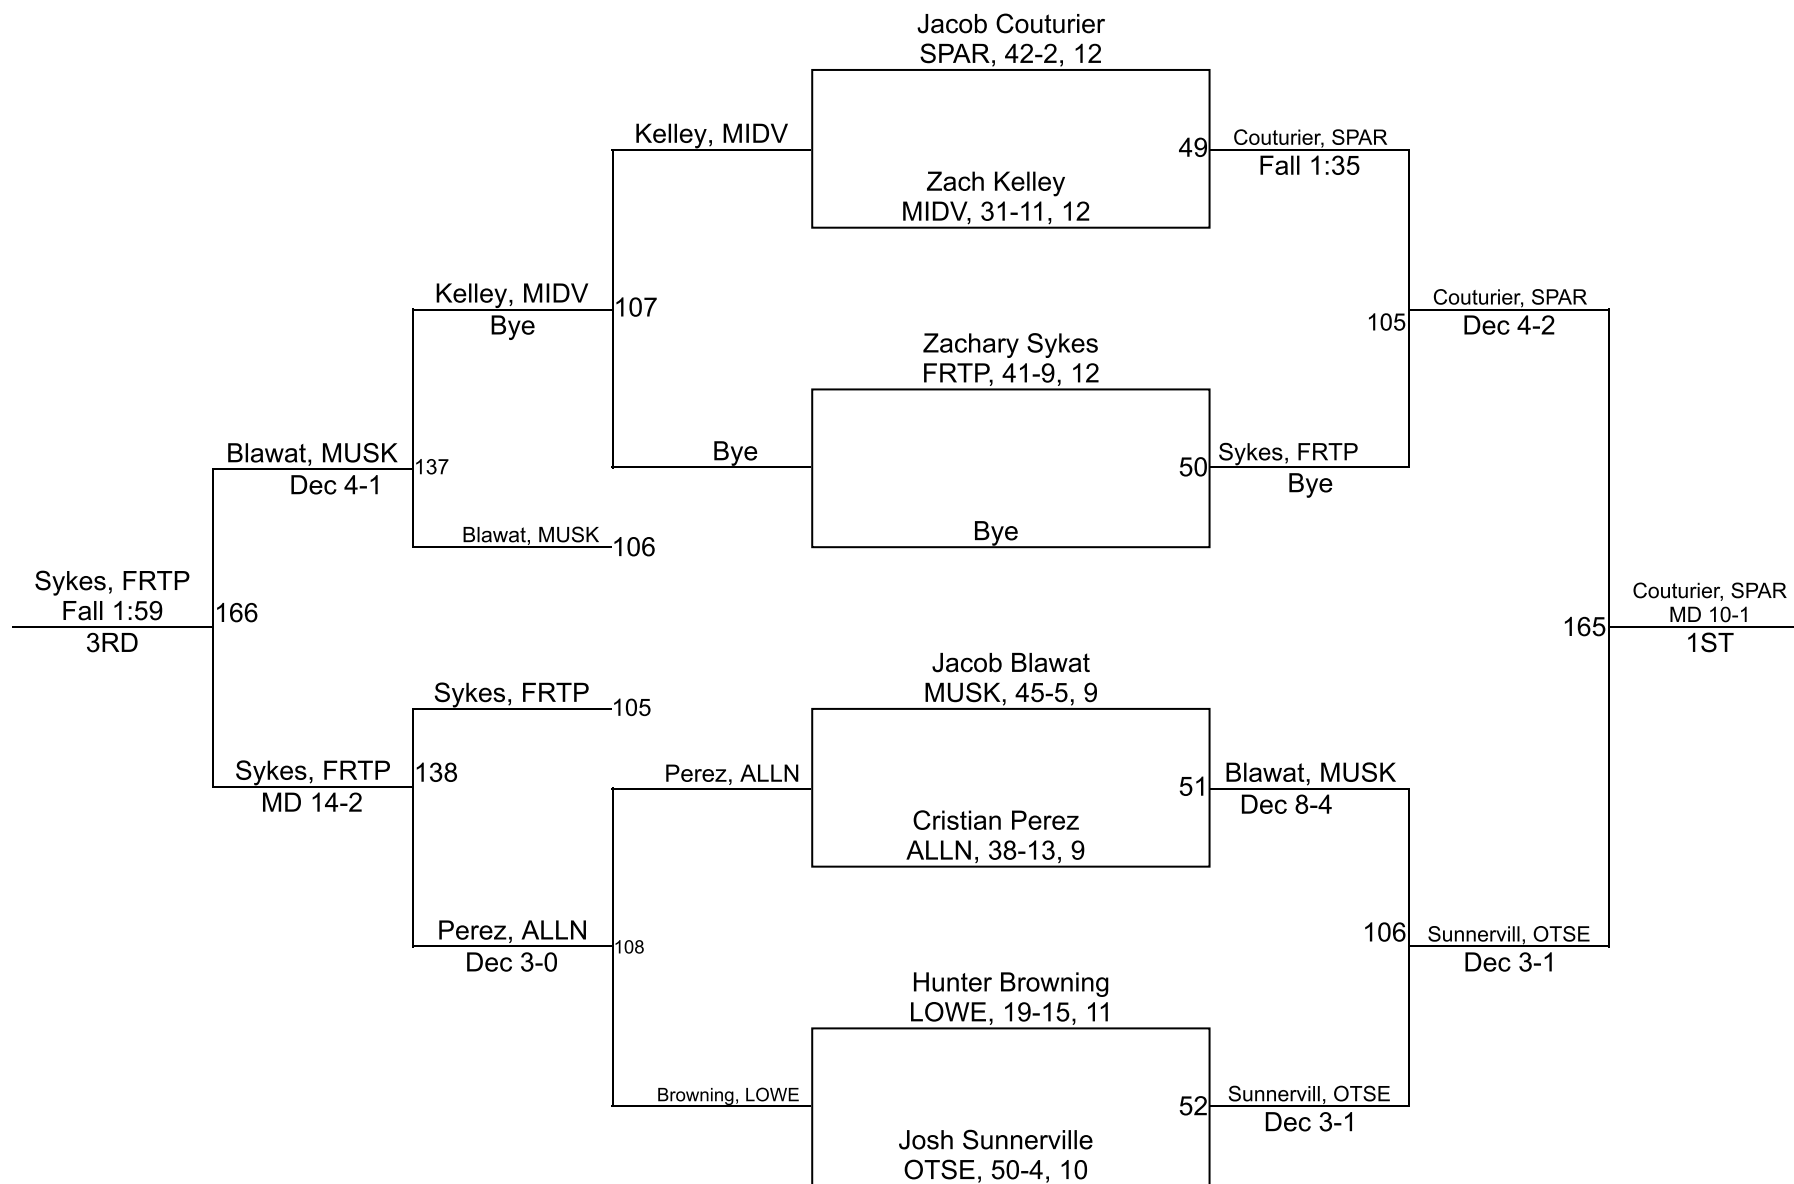 Jacob Couturier
SPAR, 42-2, 12
Kelley, MIDV
49
Couturier, SPAR
Fall 1:35
Zach Kelley
MIDV, 31-11, 12
Kelley, MIDV
Bye
107
Couturier, SPAR
Dec 4-2
105
Zachary Sykes
FRTP, 41-9, 12
Blawat, MUSK
Dec 4-1
137
Bye
50
Sykes, FRTP
Bye
Blawat, MUSK
106
Bye
Sykes, FRTP
Fall 1:59
3RD
166
165
Couturier, SPAR
MD 10-1
1ST
Jacob Blawat
MUSK, 45-5, 9
Sykes, FRTP
105
Sykes, FRTP
MD 14-2
138
Perez, ALLN
51
Blawat, MUSK
Dec 8-4
Cristian Perez
ALLN, 38-13, 9
Perez, ALLN
Dec 3-0
108
106
Sunnervill, OTSE
Dec 3-1
Hunter Browning
LOWE, 19-15, 11
Browning, LOWE
52
Sunnervill, OTSE
Dec 3-1
Josh Sunnerville
OTSE, 50-4, 10